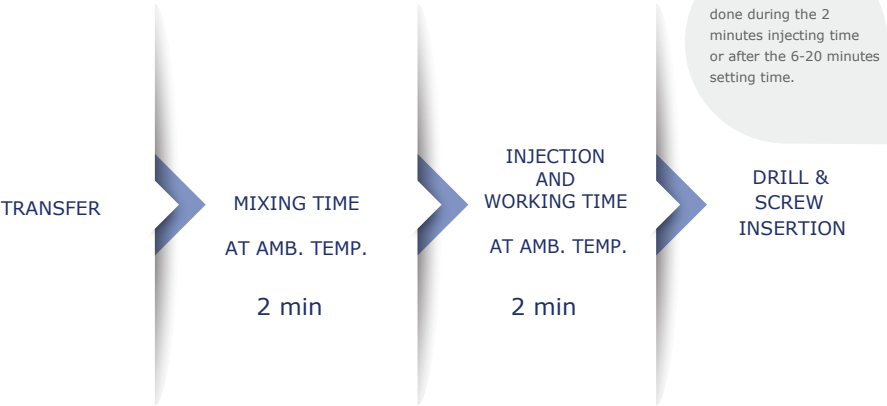 done during the 2
minutes injecting time
or after the 6-20 minutes
setting time.
TRANSFER
MIXING TIME
AT AMB. TEMP.
2 min
INJECTION
AND
WORKING TIME
AT AMB. TEMP.
2 min
DRILL &
SCREW
INSERTION